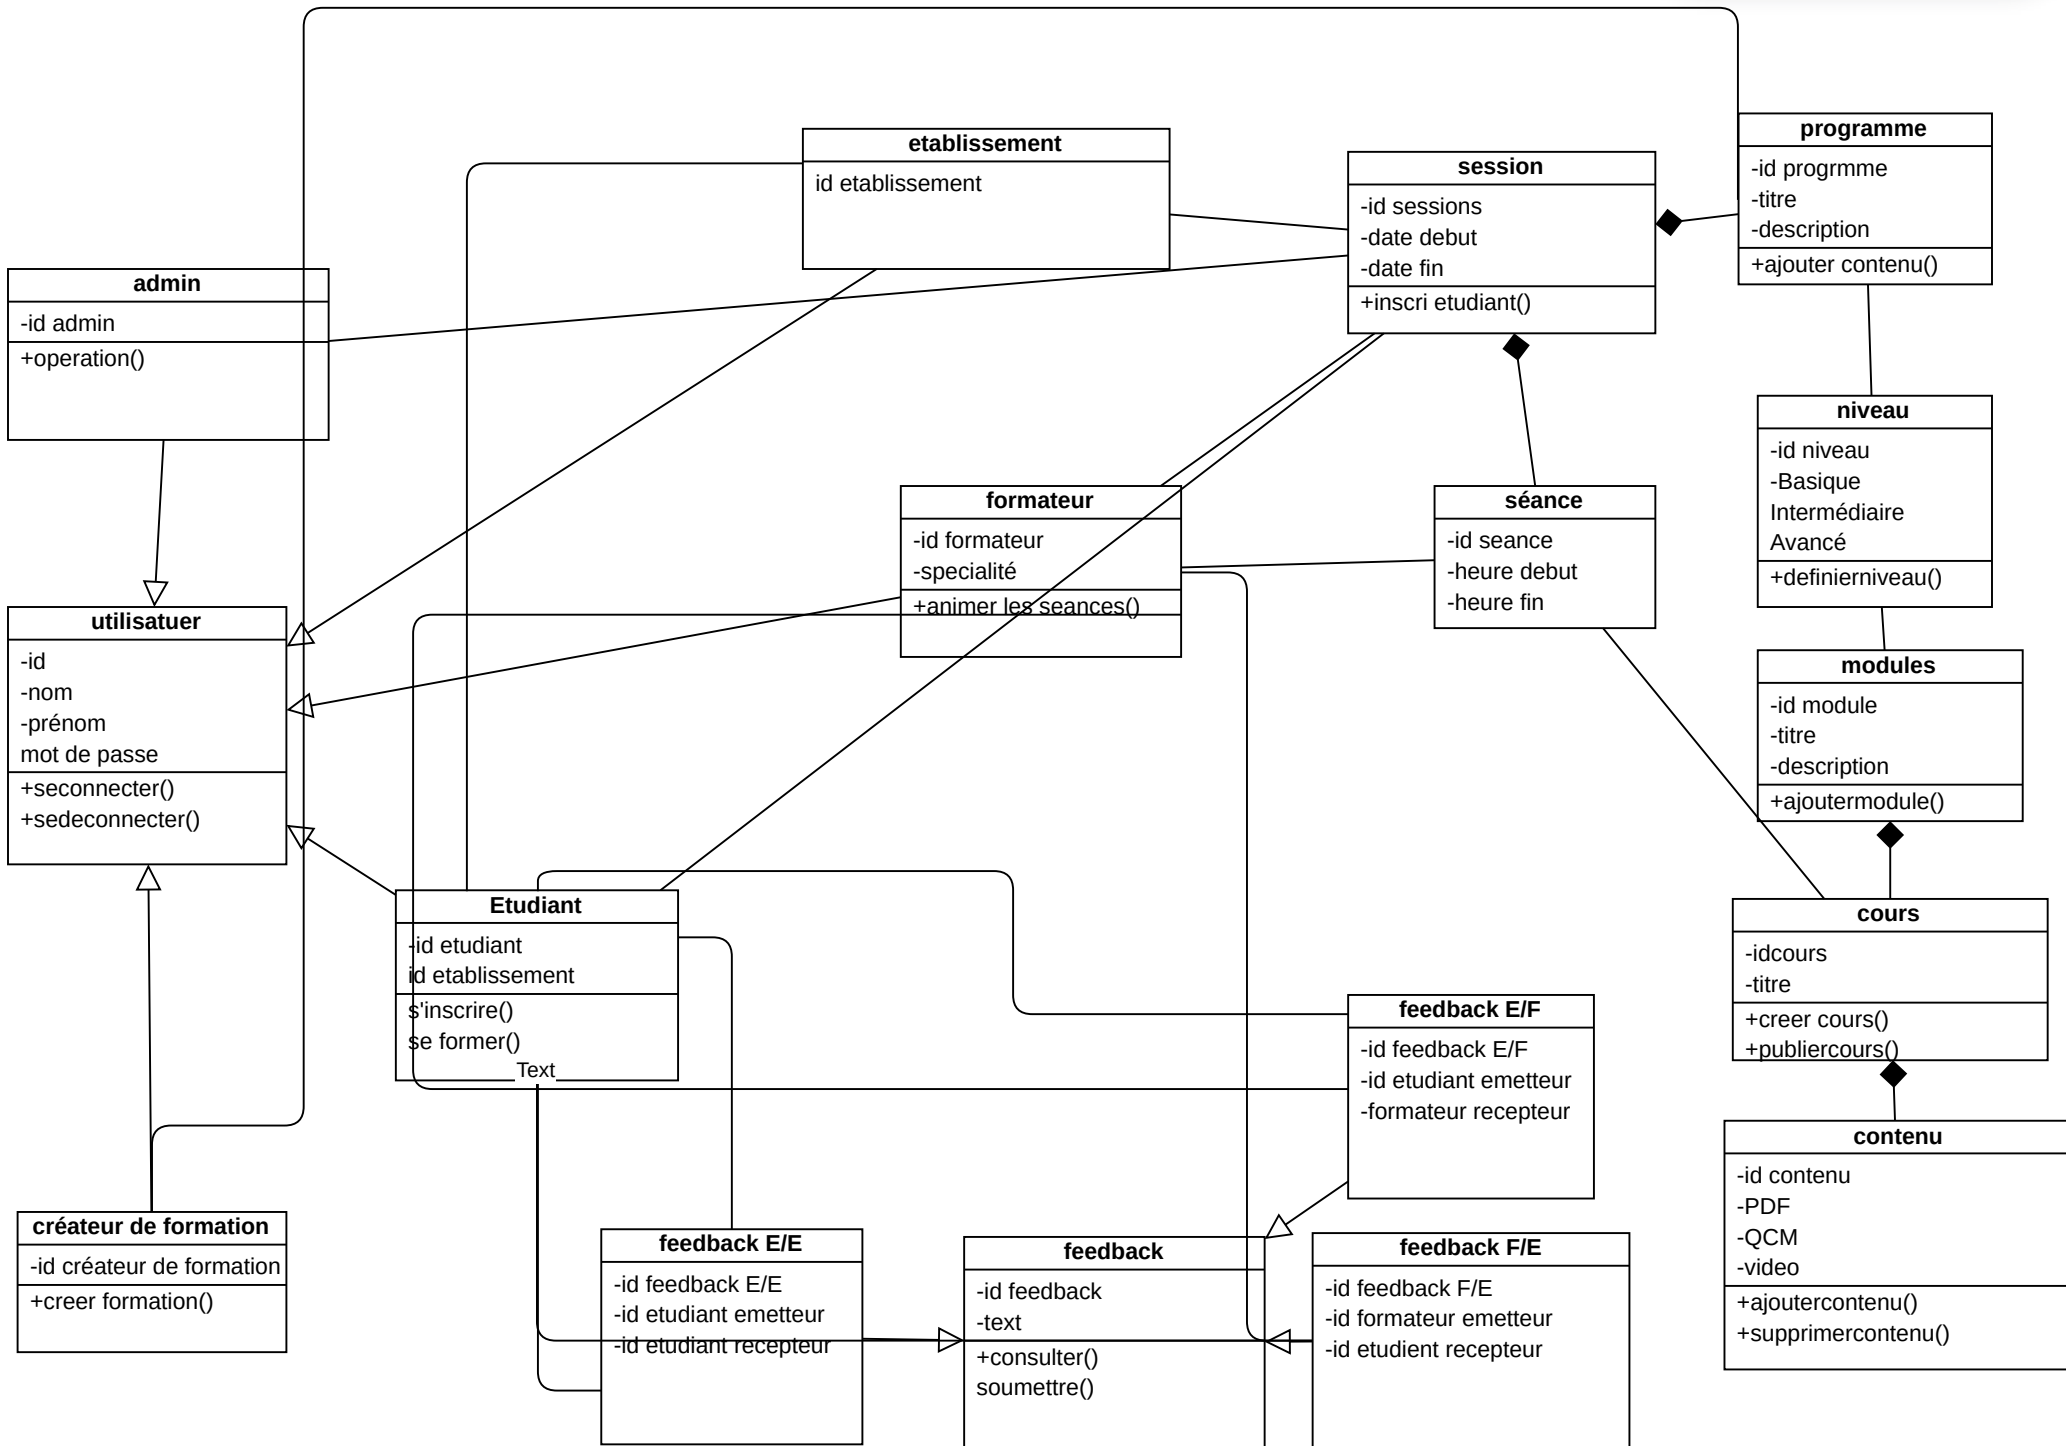 etablissement
id etablissement
session
-id sessions
-date debut
-date fin
+inscri etudiant()
programme
-id progrmme
-titre
-description
+ajouter contenu()
admin
-id admin
+operation()
niveau
-id niveau
-Basique
Intermédiaire
Avancé
+definierniveau()
formateur
-id formateur
-specialité
+animer les seances()
séance
-id seance
-heure debut
-heure fin
utilisatuer
-id
-nom
-prénom
mot de passe
+seconnecter()
+sedeconnecter()
modules
-id module
-titre
-description
+ajoutermodule()
Etudiant
-id etudiant
id etablissement
s'inscrire()
se former()
Text
cours
-idcours
-titre
+creer cours()
+publiercours()
feedback E/F
-id feedback E/F
-id etudiant emetteur
-formateur recepteur
contenu
-id contenu
-PDF
-QCM
-video
+ajoutercontenu()
+supprimercontenu()
créateur de formation
-id créateur de formation
+creer formation()
feedback E/E
-id feedback E/E
-id etudiant emetteur
-id etudiant recepteur
feedback
-id feedback
-text
+consulter()
soumettre()
feedback F/E
-id feedback F/E
-id formateur emetteur
-id etudient recepteur